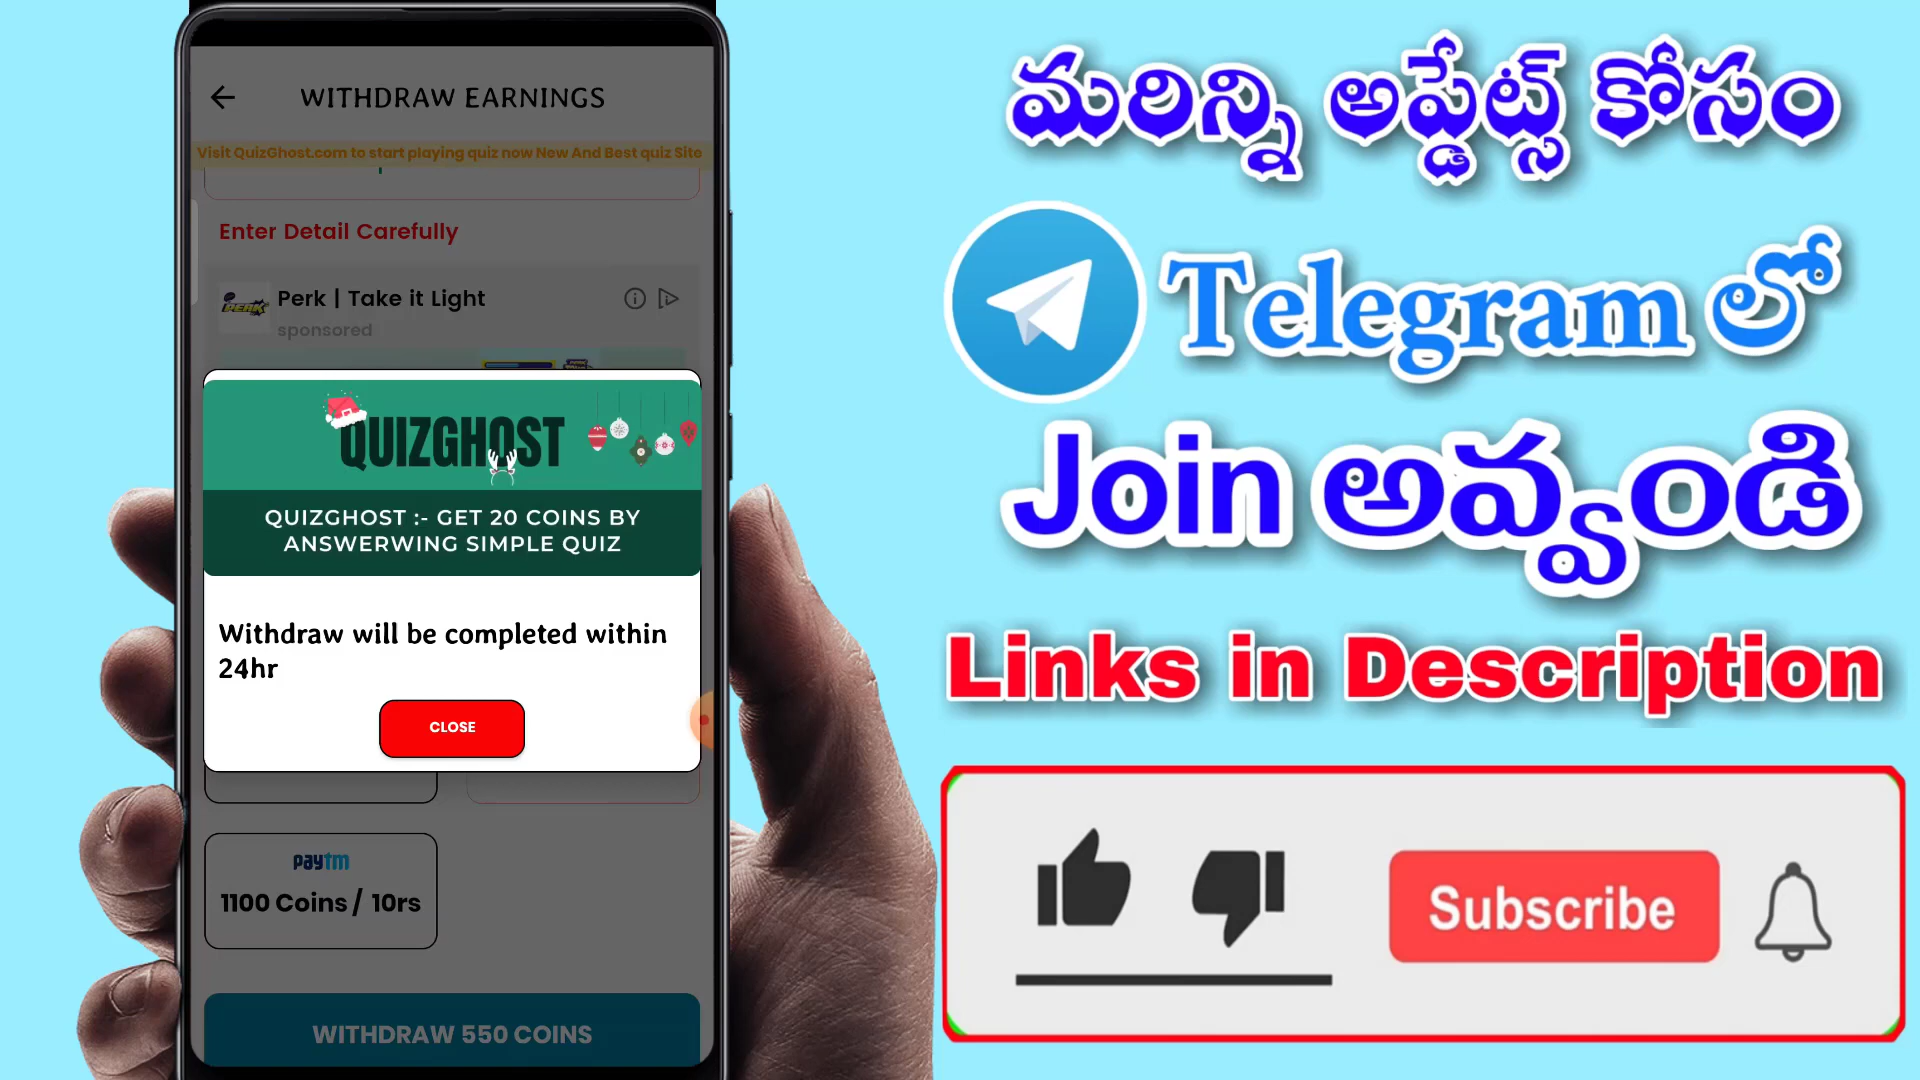 WITHDRAW EARNINGS
Visit QuizGhost.com to start playing quiz now New And Best quiz Site
Enter Detail Carefully
PERK
Perk | Take it Light
sponsored
QUIZGHOST
QUIZGHOST :- GET 20 COINS BY
ANSWERWING SIMPLE QUIZ
Withdraw will be completed within
24hr
CLOSE
paytm
1100 Coins / 10rs
WITHDRAW 550 COINS
మరిన్ని అప్డేట్స్ కోసం
Telegram లో
Join అవ్వండి
Links in Description
Subscribe